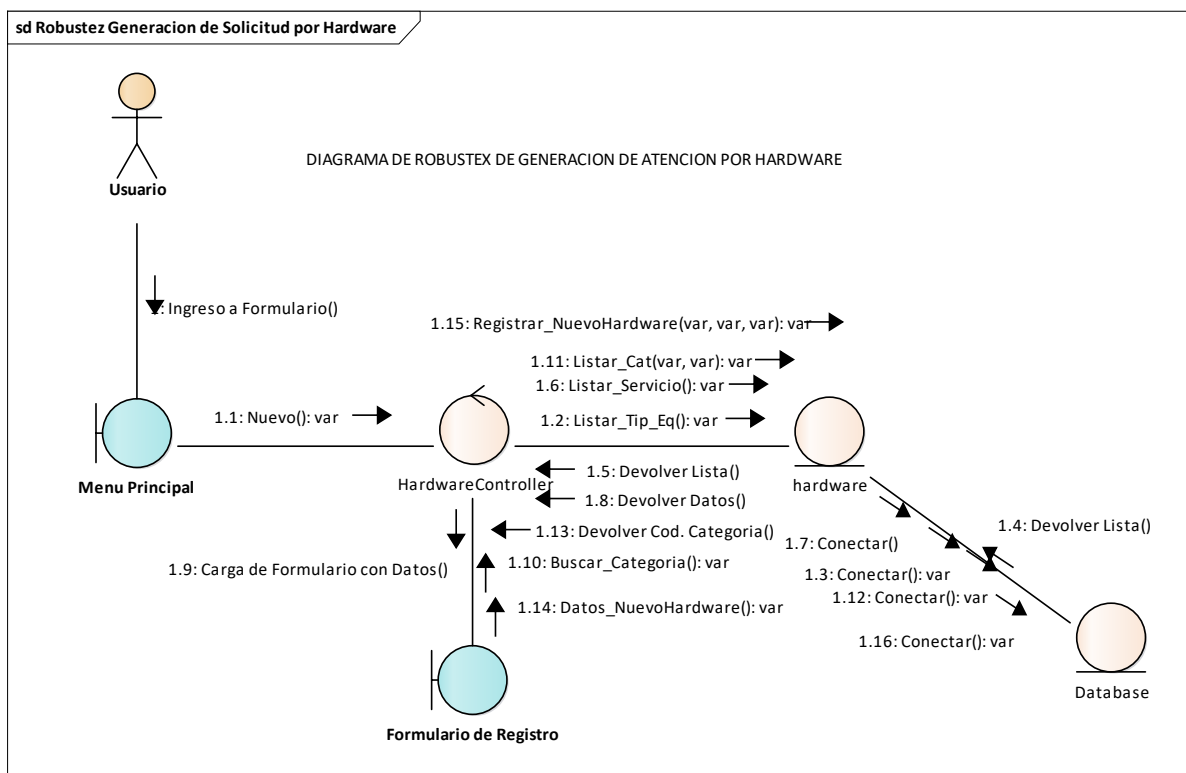 sd Robustez Generacion de Solicitud por Hardware
DIAGRAMA DE ROBUSTEX DE GENERACION DE ATENCION POR HARDWARE
Usuario
1: Ingreso a Formulario()
1.15: Registrar_NuevoHardware(var, var, var): var
1.11: Listar_Cat(var, var): var
1.6: Listar_Servicio(): var
1.1: Nuevo(): var
1.2: Listar_Tip_Eq(): var
Menu Principal
HardwareController
hardware
1.5: Devolver Lista()
1.8: Devolver Datos()
1.13: Devolver Cod. Categoria()
1.4: Devolver Lista()
1.7: Conectar()
1.9: Carga de Formulario con Datos()
1.10: Buscar_Categoria(): var
1.3: Conectar(): var
1.12: Conectar(): var
1.14: Datos_NuevoHardware(): var
1.16: Conectar(): var
Database
Formulario de Registro